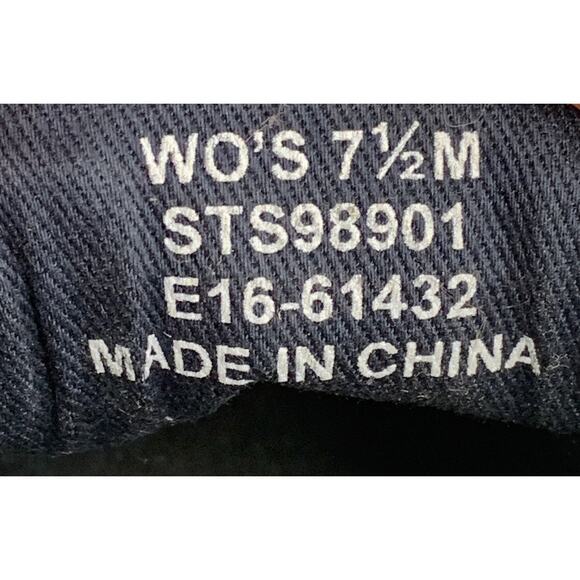 WO'S 7½M
STS98901
E16-61432
MADE IN CHINA